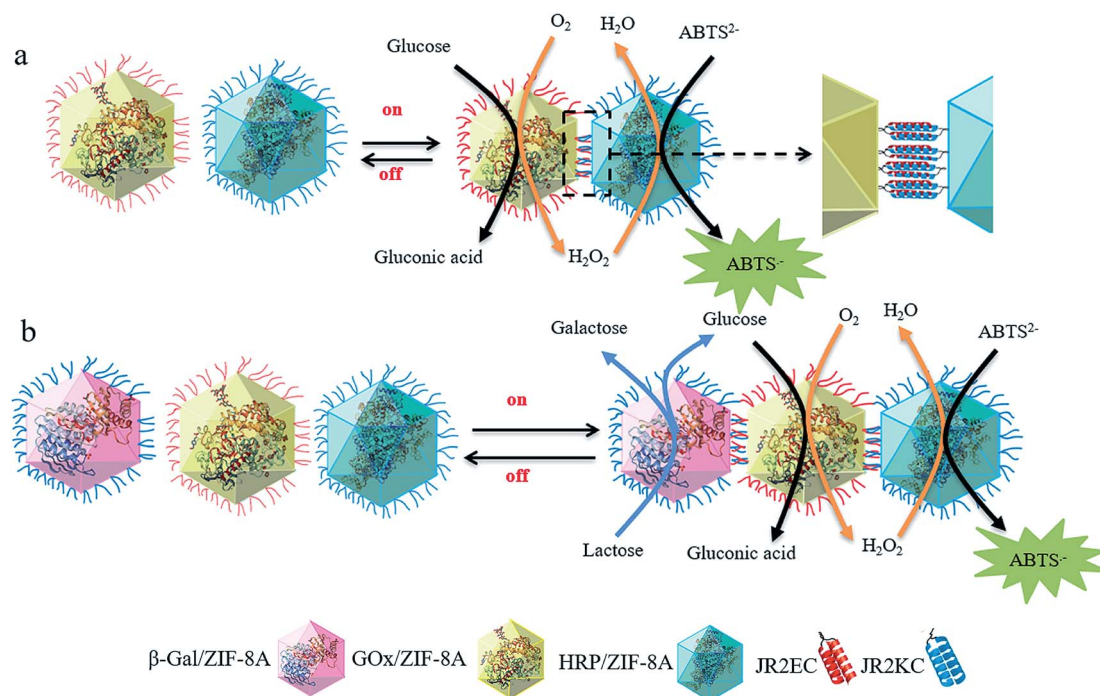 a
Glucose
O₂
H₂O
ABTS²⁻
on
off
Gluconic acid
H₂O₂
ABTS·⁻
b
Galactose
Glucose
O₂
H₂O
ABTS²⁻
on
off
Lactose
Gluconic acid
H₂O₂
ABTS·⁻
β-Gal/ZIF-8A GOx/ZIF-8A HRP/ZIF-8A JR2EC JR2KC